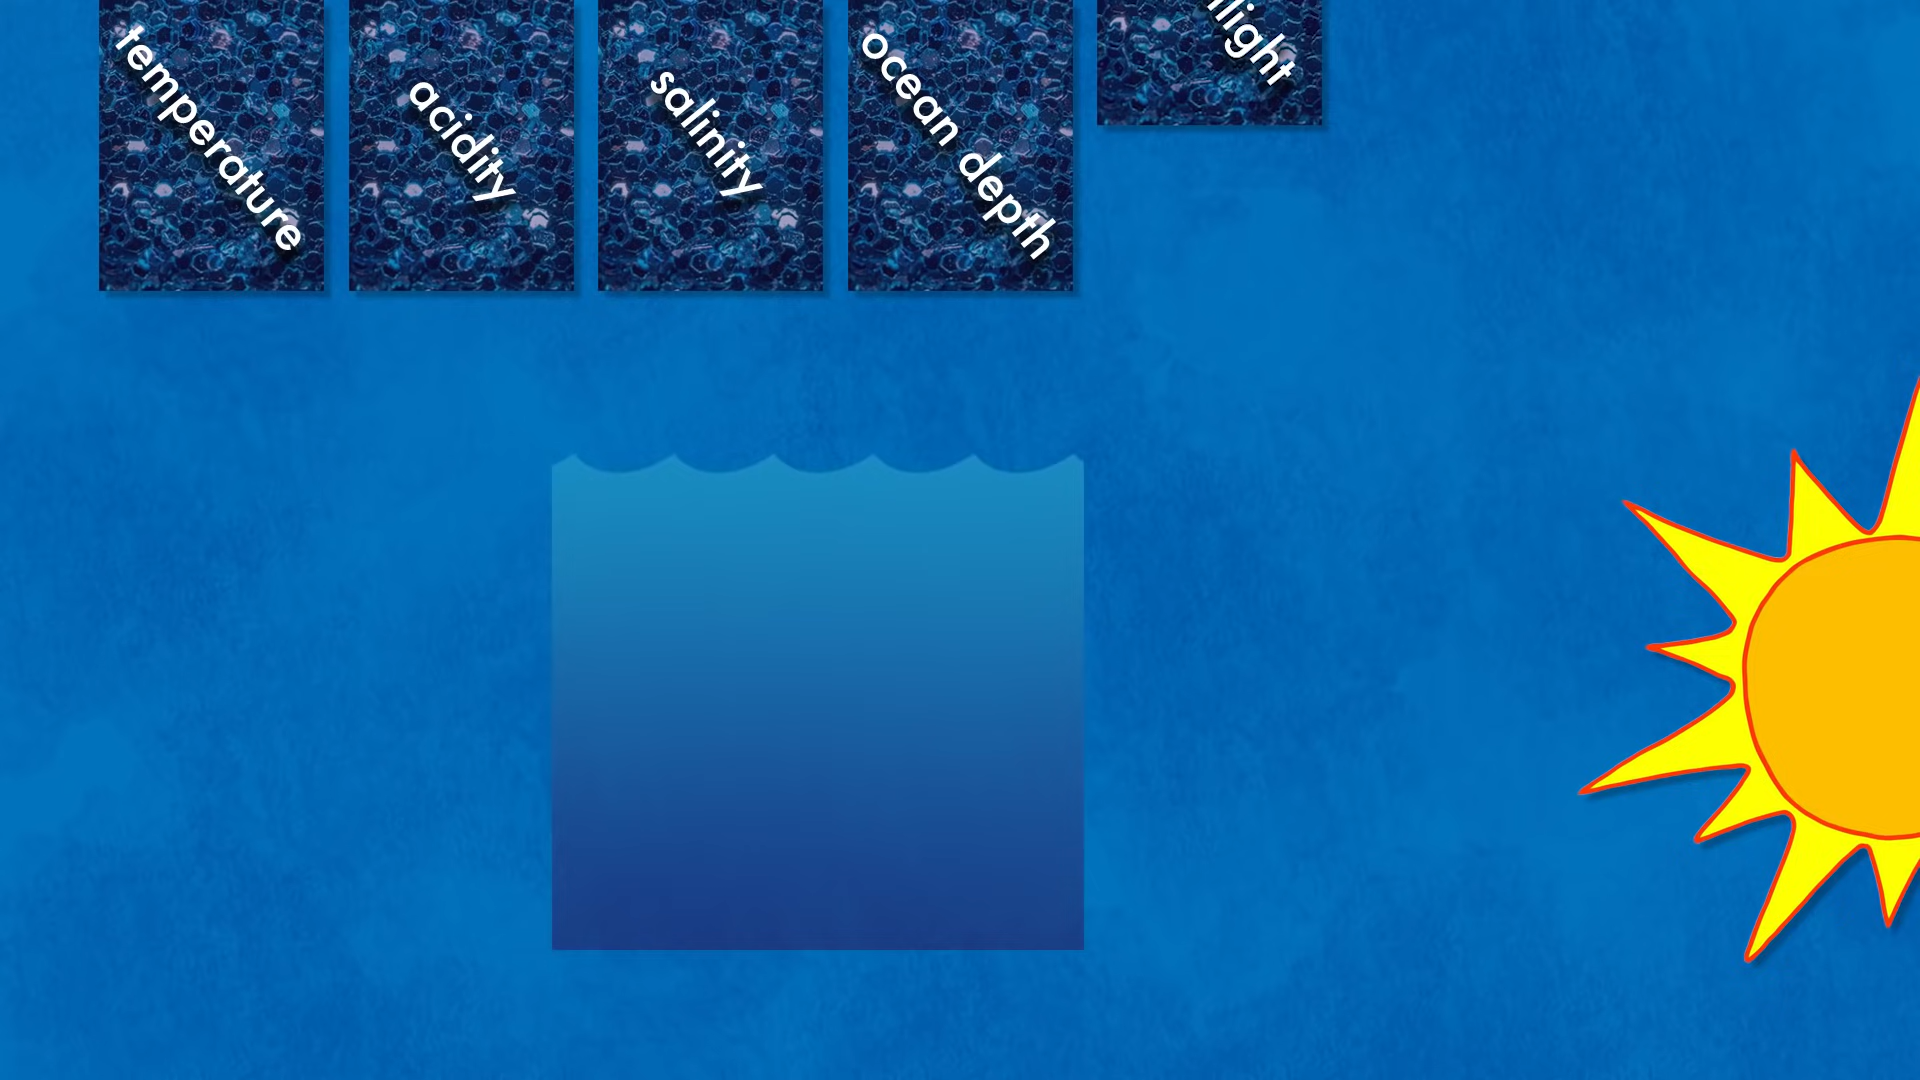 temperature
acidity
salinity
ocean depth
light